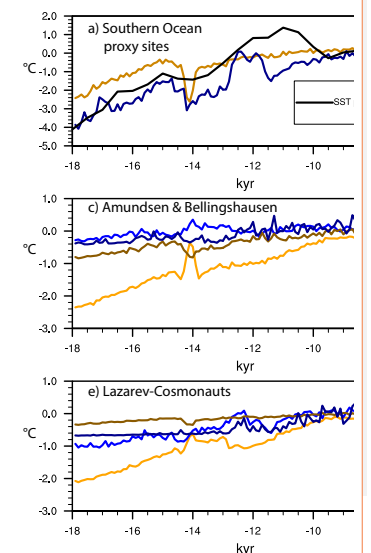 a) Southern Ocean
proxy sites
2.0
1.0
0.0
-1.0
-2.0
-3.0
-4.0
-5.0
°C
SST
-18 -16 -14 -12 -10
kyr
c) Amundsen & Bellingshausen
1.0
0.0
-1.0
-2.0
-3.0
°C
-18 -16 -14 -12 -10
kyr
e) Lazarev-Cosmonauts
1.0
0.0
-1.0
-2.0
-3.0
°C
-18 -16 -14 -12 -10
kyr